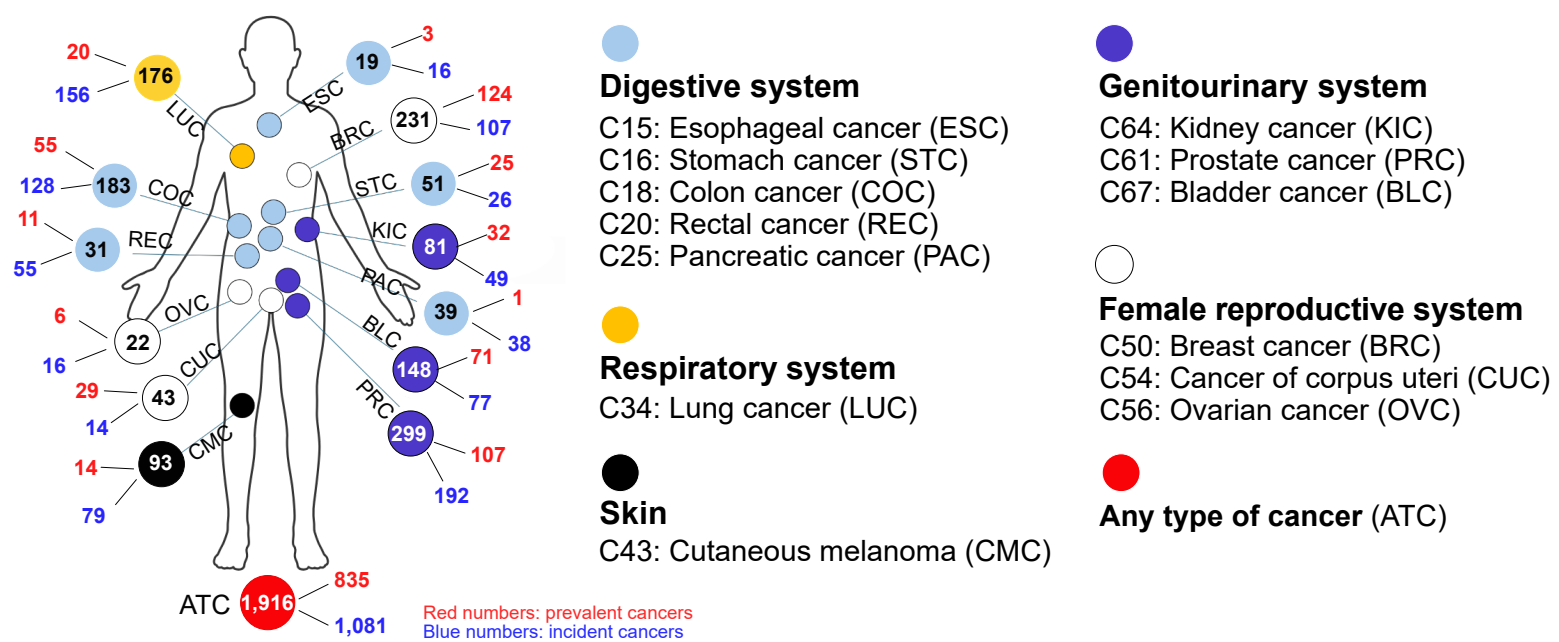 20
176
156
LUC
3
19
16
ESC
124
231
107
BRC
55
183
128
COC
25
51
26
STC
11
31
55
REC
32
81
49
KIC
1
39
38
PAC
6
22
16
OVC
71
148
77
BLC
29
43
14
CUC
107
299
192
PRC
14
93
79
CMC
835
ATC 1,916
1,081
Red numbers: prevalent cancers
Blue numbers: incident cancers
Digestive system
C15: Esophageal cancer (ESC)
C16: Stomach cancer (STC)
C18: Colon cancer (COC)
C20: Rectal cancer (REC)
C25: Pancreatic cancer (PAC)
Respiratory system
C34: Lung cancer (LUC)
Skin
C43: Cutaneous melanoma (CMC)
Genitourinary system
C64: Kidney cancer (KIC)
C61: Prostate cancer (PRC)
C67: Bladder cancer (BLC)
Female reproductive system
C50: Breast cancer (BRC)
C54: Cancer of corpus uteri (CUC)
C56: Ovarian cancer (OVC)
Any type of cancer (ATC)